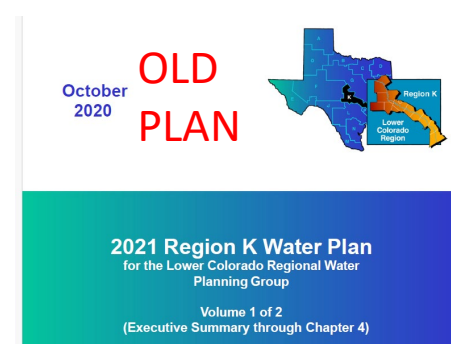 October
2020
OLD
PLAN
Region K
Lower
Colorado
Region
2021 Region K Water Plan
for the Lower Colorado Regional Water
Planning Group
Volume 1 of 2
(Executive Summary through Chapter 4)